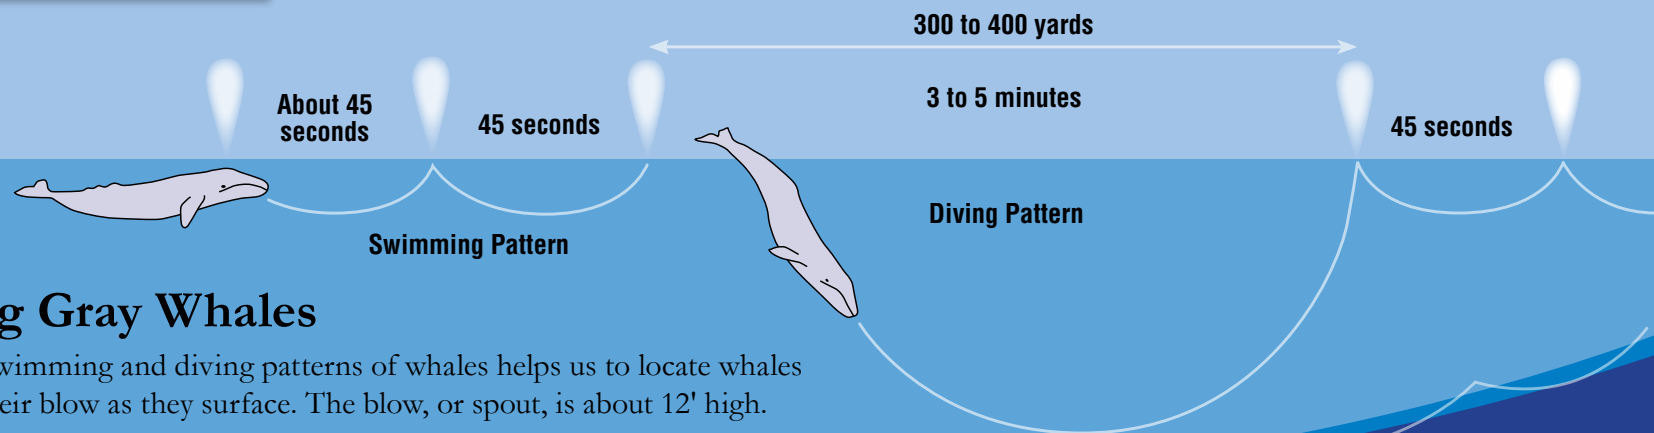 300 to 400 yards
About 45
seconds
45 seconds
3 to 5 minutes
45 seconds
Swimming Pattern
Diving Pattern
g Gray Whales
wimming and diving patterns of whales helps us to locate whales
eir blow as they surface. The blow, or spout, is about 12' high.